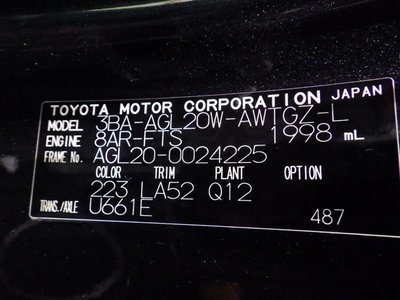 TOYOTA MOTOR CORPORATION JAPAN
MODEL 3BA-AGL20W-AWTGZ-L
ENGINE 8AR-FTS 1998 mL
FRAME No. AGL20-0024225
COLOR TRIM PLANT OPTION
223 LA52 Q12
TRANS./AXLE U661E
487